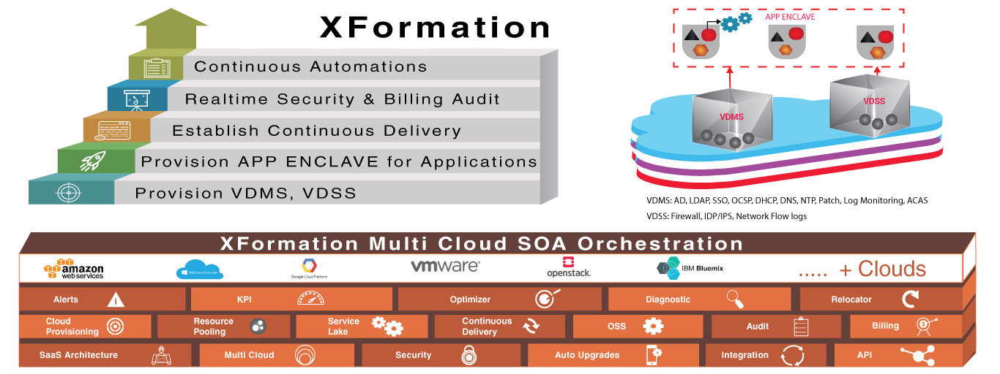 XFormation
Continuous Automations
Realtime Security & Billing Audit
Establish Continuous Delivery
Provision APP ENCLAVE for Applications
Provision VDMS, VDSS
APP ENCLAVE
VDMS
VDSS
VDMS: AD, LDAP, SSO, OCSP, DHCP, DNS, NTP, Patch, Log Monitoring, ACAS
VDSS: Firewall, IDP/IPS, Network Flow logs
XFormation Multi Cloud SOA Orchestration
amazon
web services
Microsoft Azure
Google Cloud Platform
vmware®
openstack.
IBM Bluemix
..... + Clouds
Alerts
KPI
Optimizer
Diagnostic
Relocator
Cloud
Provisioning
Resource
Pooling
Service
Lake
Continuous
Delivery
OSS
Audit
Billing
SaaS Architecture
Multi Cloud
Security
Auto Upgrades
Integration
API